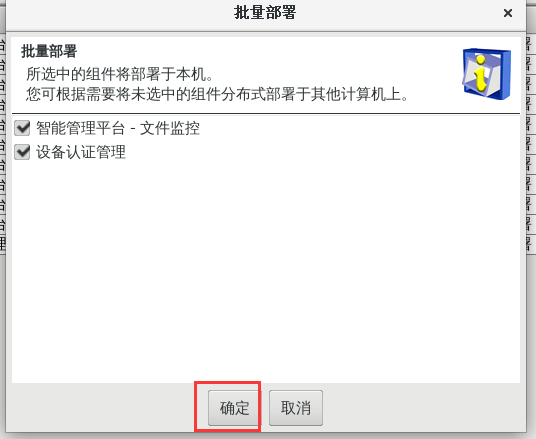 批量部署
批量部署
所选中的组件将部署于本机。
您可根据需要将未选中的组件分布式部署于其他计算机上。
智能管理平台 - 文件监控
设备认证管理
确定
取消